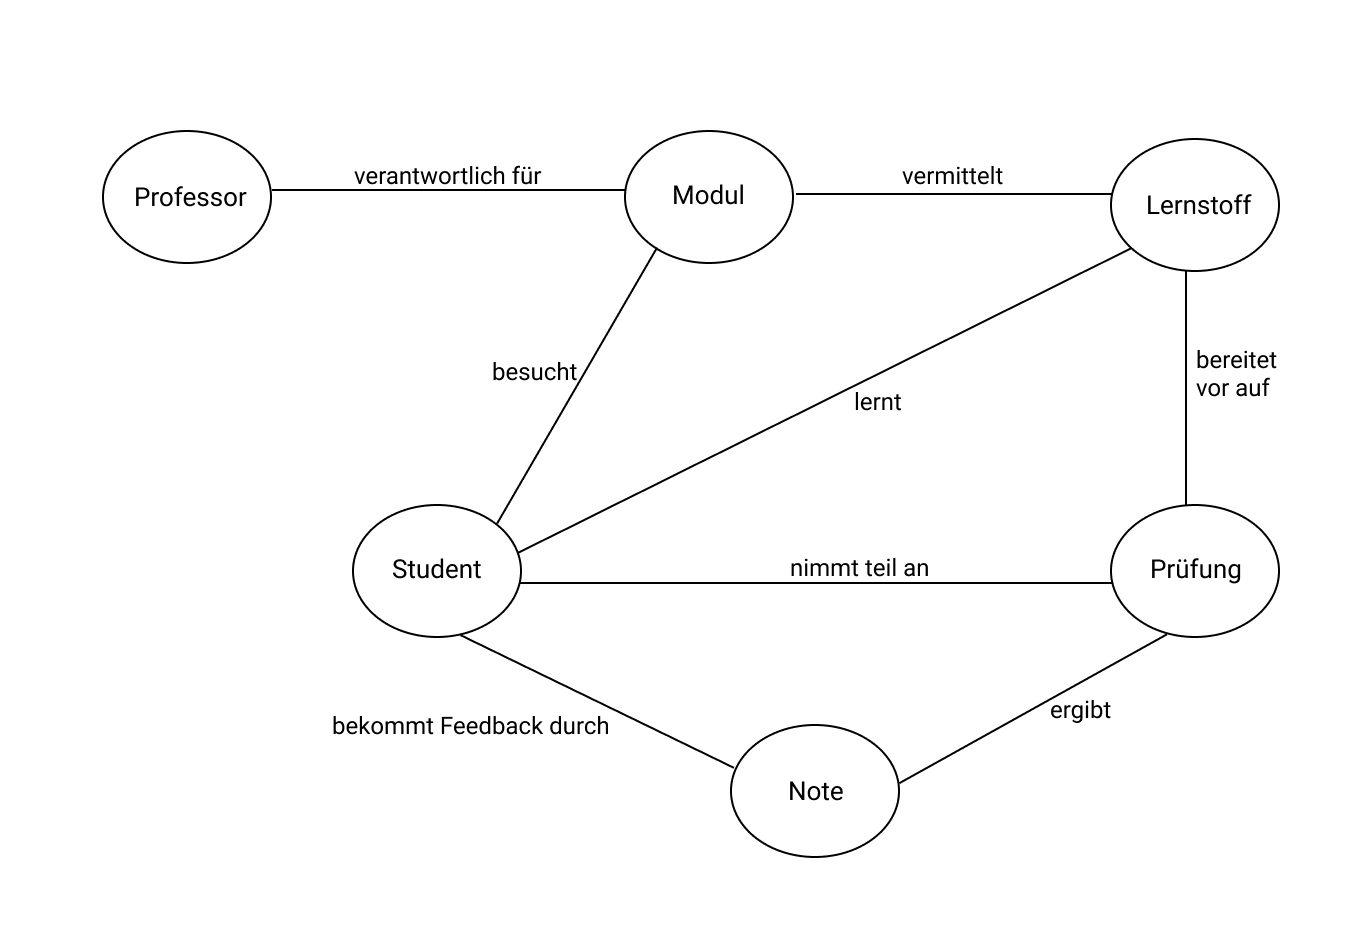 verantwortlich für
vermittelt
Professor
Modul
Lernstoff
besucht
bereitet
vor auf
lernt
Student
nimmt teil an
Prüfung
bekommt Feedback durch
ergibt
Note